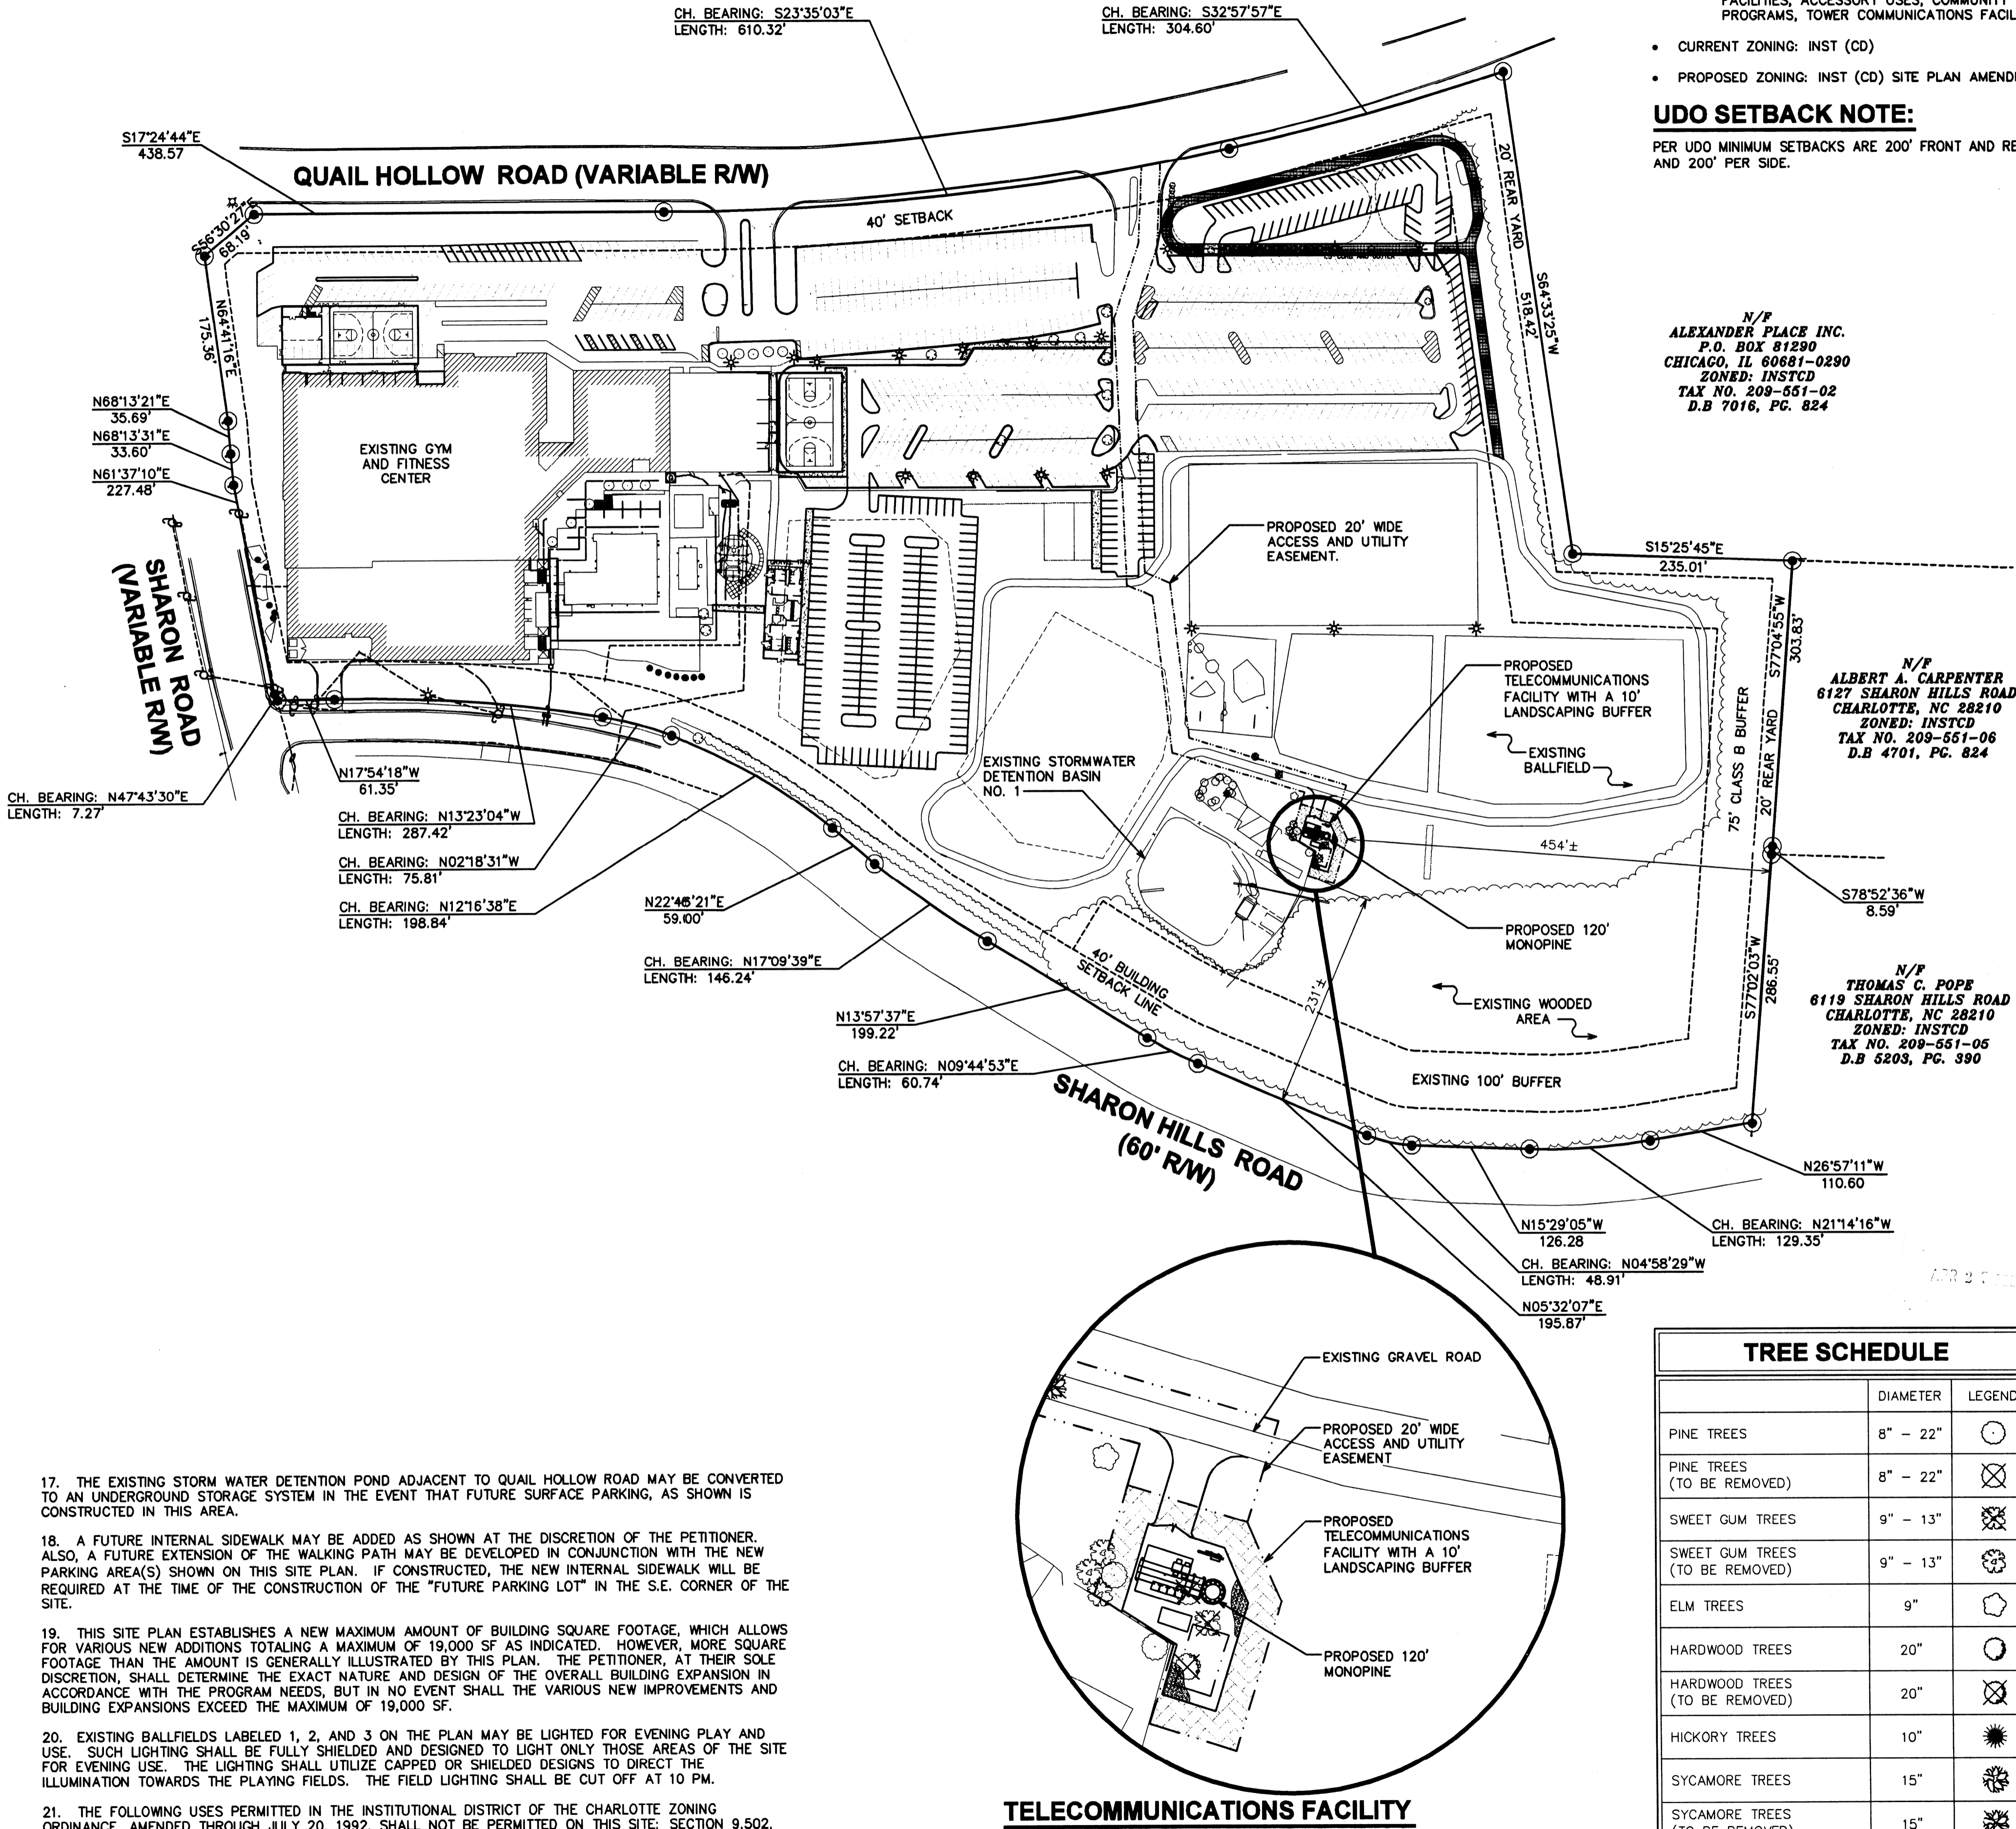 CH. BEARING: S23°35'03"E
LENGTH: 610.32'
CH. BEARING: S32°57'57"E
LENGTH: 304.60'
FACILITIES, ACCESSORY USES, COMMUNITY
PROGRAMS, TOWER COMMUNICATIONS FACIL
• CURRENT ZONING: INST (CD)
• PROPOSED ZONING: INST (CD) SITE PLAN AMEND
UDO SETBACK NOTE:
PER UDO MINIMUM SETBACKS ARE 200' FRONT AND RE
AND 200' PER SIDE.
S17°24'44"E
438.57
QUAIL HOLLOW ROAD (VARIABLE R/W)
40' SETBACK
20' REAR YARD
S64°33'25"W
518.42'
S56°30'27"E
68.19'
N64°41'16"E
175.36'
N68°13'21"E
35.69'
N68°13'31"E
33.60'
N61°37'10"E
227.48'
SHARON ROAD
(VARIABLE R/W)
EXISTING GYM
AND FITNESS
CENTER
N/F
ALEXANDER PLACE INC.
P.O. BOX 81290
CHICAGO, IL 60681-0290
ZONED: INSTCD
TAX NO. 209-551-02
D.B 7016, PG. 824
PROPOSED 20' WIDE
ACCESS AND UTILITY
EASEMENT.
S15°25'45"E
235.01'
S77°04'55"W
303.83'
20' REAR YARD
75' CLASS B BUFFER
PROPOSED
TELECOMMUNICATIONS
FACILITY WITH A 10'
LANDSCAPING BUFFER
EXISTING
BALLFIELD
N/F
ALBERT A. CARPENTER
6127 SHARON HILLS ROAD
CHARLOTTE, NC 28210
ZONED: INSTCD
TAX NO. 209-551-06
D.B 4701, PG. 824
EXISTING STORMWATER
DETENTION BASIN
NO. 1
454'±
231'±
CH. BEARING: N47°43'30"E
LENGTH: 7.27'
N17°54'18"W
61.35'
CH. BEARING: N13°23'04"W
LENGTH: 287.42'
CH. BEARING: N02°18'31"W
LENGTH: 75.81'
CH. BEARING: N12°16'38"E
LENGTH: 198.84'
N22°46'21"E
59.00'
CH. BEARING: N17°09'39"E
LENGTH: 146.24'
N13°57'37"E
199.22'
CH. BEARING: N09°44'53"E
LENGTH: 60.74'
40' BUILDING
SETBACK LINE
PROPOSED 120'
MONOPINE
S78°52'36"W
8.59'
EXISTING WOODED
AREA
S77°02'03"W
286.55'
N/F
THOMAS C. POPE
6119 SHARON HILLS ROAD
CHARLOTTE, NC 28210
ZONED: INSTCD
TAX NO. 209-551-05
D.B 5203, PG. 390
EXISTING 100' BUFFER
SHARON HILLS ROAD
(60' R/W)
N26°57'11"W
110.60
N15°29'05"W
126.28
CH. BEARING: N21°14'16"W
LENGTH: 129.35'
CH. BEARING: N04°58'29"W
LENGTH: 48.91'
N05°32'07"E
195.87'
EXISTING GRAVEL ROAD
PROPOSED 20' WIDE
ACCESS AND UTILITY
EASEMENT
PROPOSED
TELECOMMUNICATIONS
FACILITY WITH A 10'
LANDSCAPING BUFFER
PROPOSED 120'
MONOPINE
TELECOMMUNICATIONS FACILITY
17. THE EXISTING STORM WATER DETENTION POND ADJACENT TO QUAIL HOLLOW ROAD MAY BE CONVERTED
TO AN UNDERGROUND STORAGE SYSTEM IN THE EVENT THAT FUTURE SURFACE PARKING, AS SHOWN IS
CONSTRUCTED IN THIS AREA.
18. A FUTURE INTERNAL SIDEWALK MAY BE ADDED AS SHOWN AT THE DISCRETION OF THE PETITIONER.
ALSO, A FUTURE EXTENSION OF THE WALKING PATH MAY BE DEVELOPED IN CONJUNCTION WITH THE NEW
PARKING AREA(S) SHOWN ON THIS SITE PLAN. IF CONSTRUCTED, THE NEW INTERNAL SIDEWALK WILL BE
REQUIRED AT THE TIME OF THE CONSTRUCTION OF THE "FUTURE PARKING LOT" IN THE S.E. CORNER OF THE
SITE.
19. THIS SITE PLAN ESTABLISHES A NEW MAXIMUM AMOUNT OF BUILDING SQUARE FOOTAGE, WHICH ALLOWS
FOR VARIOUS NEW ADDITIONS TOTALING A MAXIMUM OF 19,000 SF AS INDICATED. HOWEVER, MORE SQUARE
FOOTAGE THAN THE AMOUNT IS GENERALLY ILLUSTRATED BY THIS PLAN. THE PETITIONER, AT THEIR SOLE
DISCRETION, SHALL DETERMINE THE EXACT NATURE AND DESIGN OF THE OVERALL BUILDING EXPANSION IN
ACCORDANCE WITH THE PROGRAM NEEDS, BUT IN NO EVENT SHALL THE VARIOUS NEW IMPROVEMENTS AND
BUILDING EXPANSIONS EXCEED THE MAXIMUM OF 19,000 SF.
20. EXISTING BALLFIELDS LABELED 1, 2, AND 3 ON THE PLAN MAY BE LIGHTED FOR EVENING PLAY AND
USE. SUCH LIGHTING SHALL BE FULLY SHIELDED AND DESIGNED TO LIGHT ONLY THOSE AREAS OF THE SITE
FOR EVENING USE. THE LIGHTING SHALL UTILIZE CAPPED OR SHIELDED DESIGNS TO DIRECT THE
ILLUMINATION TOWARDS THE PLAYING FIELDS. THE FIELD LIGHTING SHALL BE CUT OFF AT 10 PM.
21. THE FOLLOWING USES PERMITTED IN THE INSTITUTIONAL DISTRICT OF THE CHARLOTTE ZONING
ORDINANCE, AMENDED THROUGH JULY 20, 1992, SHALL NOT BE PERMITTED ON THIS SITE: SECTION 9.502,
TREE SCHEDULE
DIAMETER LEGEND
PINE TREES 8" - 22"
PINE TREES
(TO BE REMOVED) 8" - 22"
SWEET GUM TREES 9" - 13"
SWEET GUM TREES
(TO BE REMOVED) 9" - 13"
ELM TREES 9"
HARDWOOD TREES 20"
HARDWOOD TREES
(TO BE REMOVED) 20"
HICKORY TREES 10"
SYCAMORE TREES 15"
SYCAMORE TREES
(TO BE REMOVED) 15"